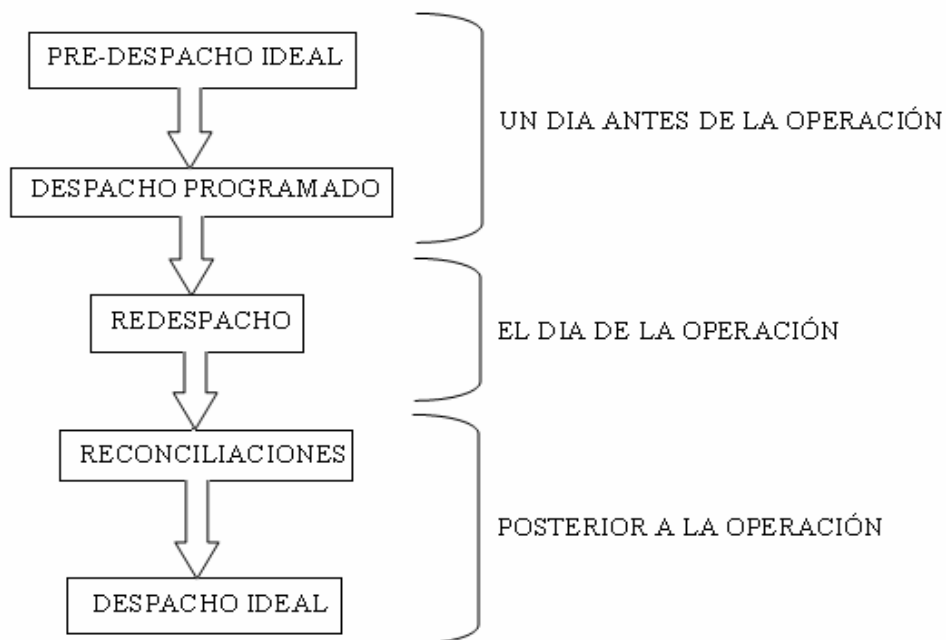 PRE-DESPACHO IDEAL
UN DIA ANTES DE LA OPERACIÓN
DESPACHO PROGRAMADO
REDESPACHO
EL DIA DE LA OPERACIÓN
RECONCILIACIONES
POSTERIOR A LA OPERACIÓN
DESPACHO IDEAL